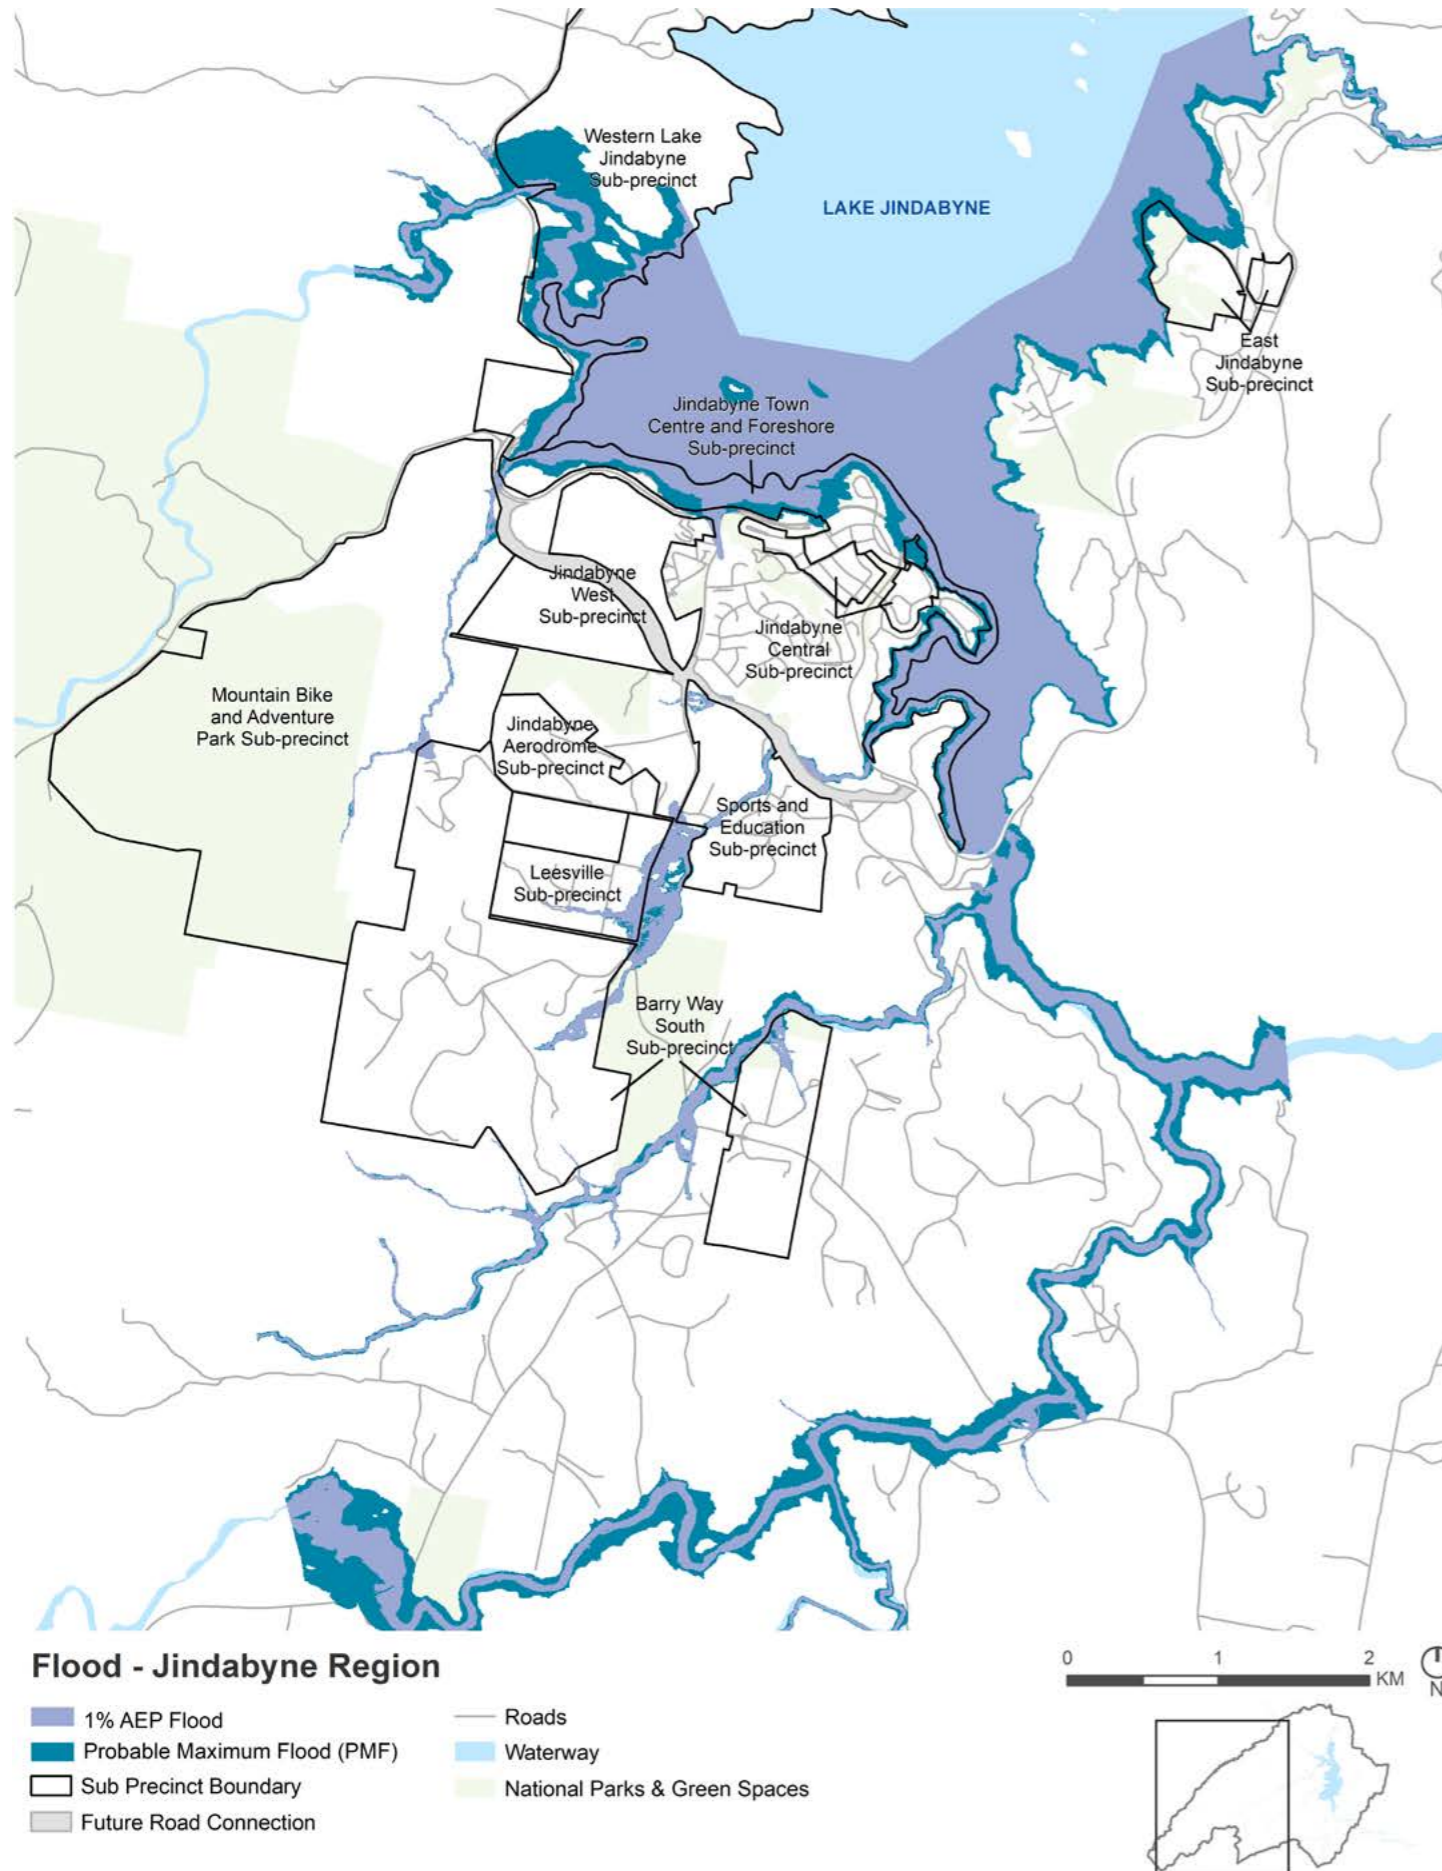 Western Lake
Jindabyne
Sub-precinct
LAKE JINDABYNE
East
Jindabyne
Sub-precinct
Jindabyne Town
Centre and Foreshore
Sub-precinct
Jindabyne
West
Sub-precinct
Jindabyne
Central
Sub-precinct
Mountain Bike
and Adventure
Park Sub-precinct
Jindabyne
Aerodrome
Sub-precinct
Sports and
Education
Sub-precinct
Leesville
Sub-precinct
Barry Way
South
Sub-precinct
Flood - Jindabyne Region
1% AEP Flood
Probable Maximum Flood (PMF)
Sub Precinct Boundary
Future Road Connection
Roads
Waterway
National Parks & Green Spaces
0 1 2
KM
N